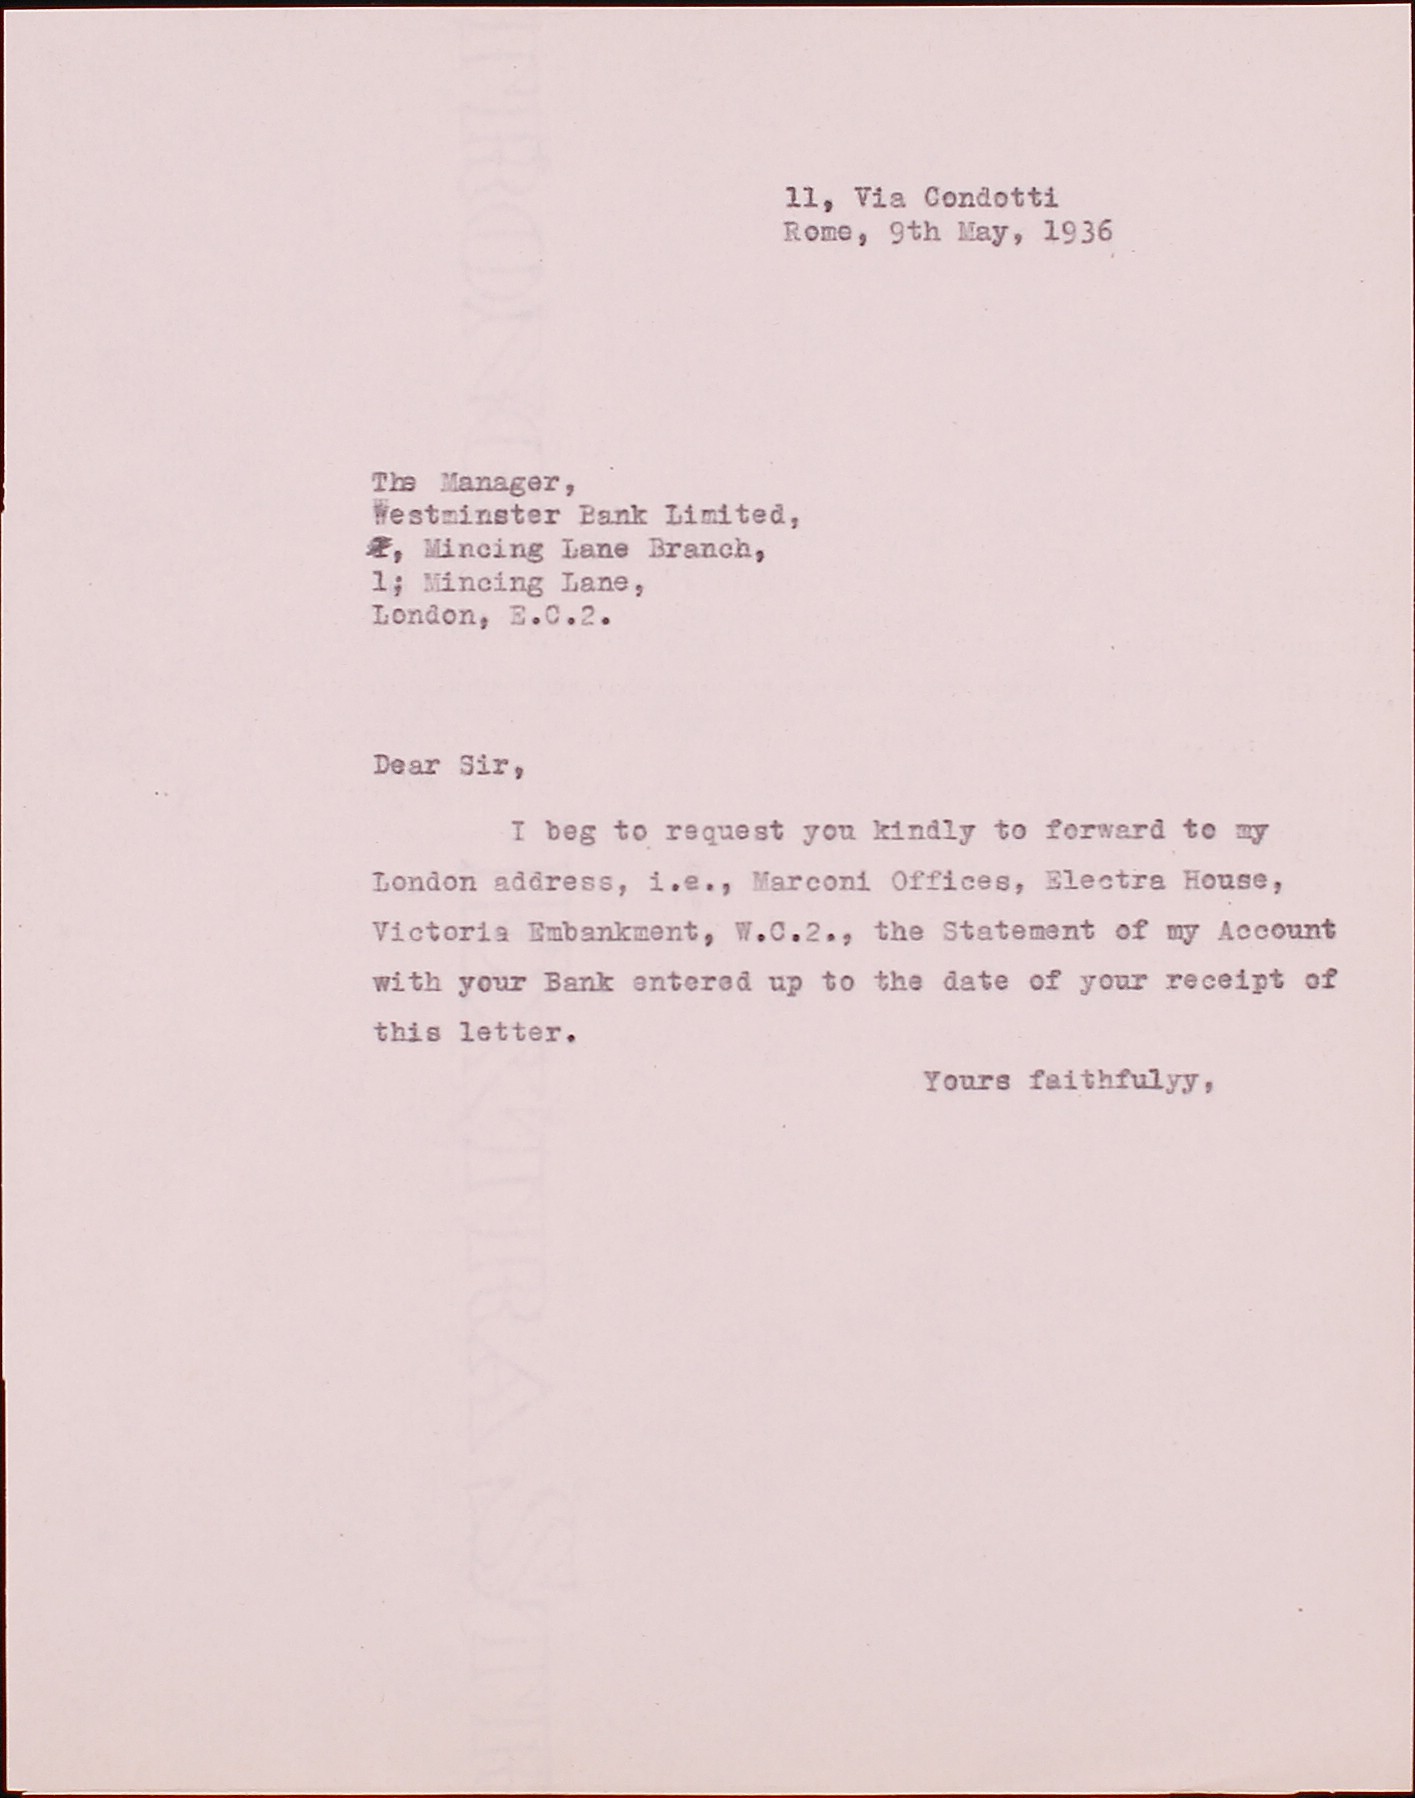 11, Via Condotti
Rome, 9th May, 1936
The Manager,
Westminster Bank Limited,
, Mincing Lane Branch,
1; Mincing Lane,
London, E.C.2.
Dear Sir,
I beg to request you kindly to forward to my
London address, i.e., Marconi Offices, Electra House,
Victoria Embankment, W.C.2., the Statement of my Account
with your Bank entered up to the date of your receipt of
this letter.
Yours faithfulyy,